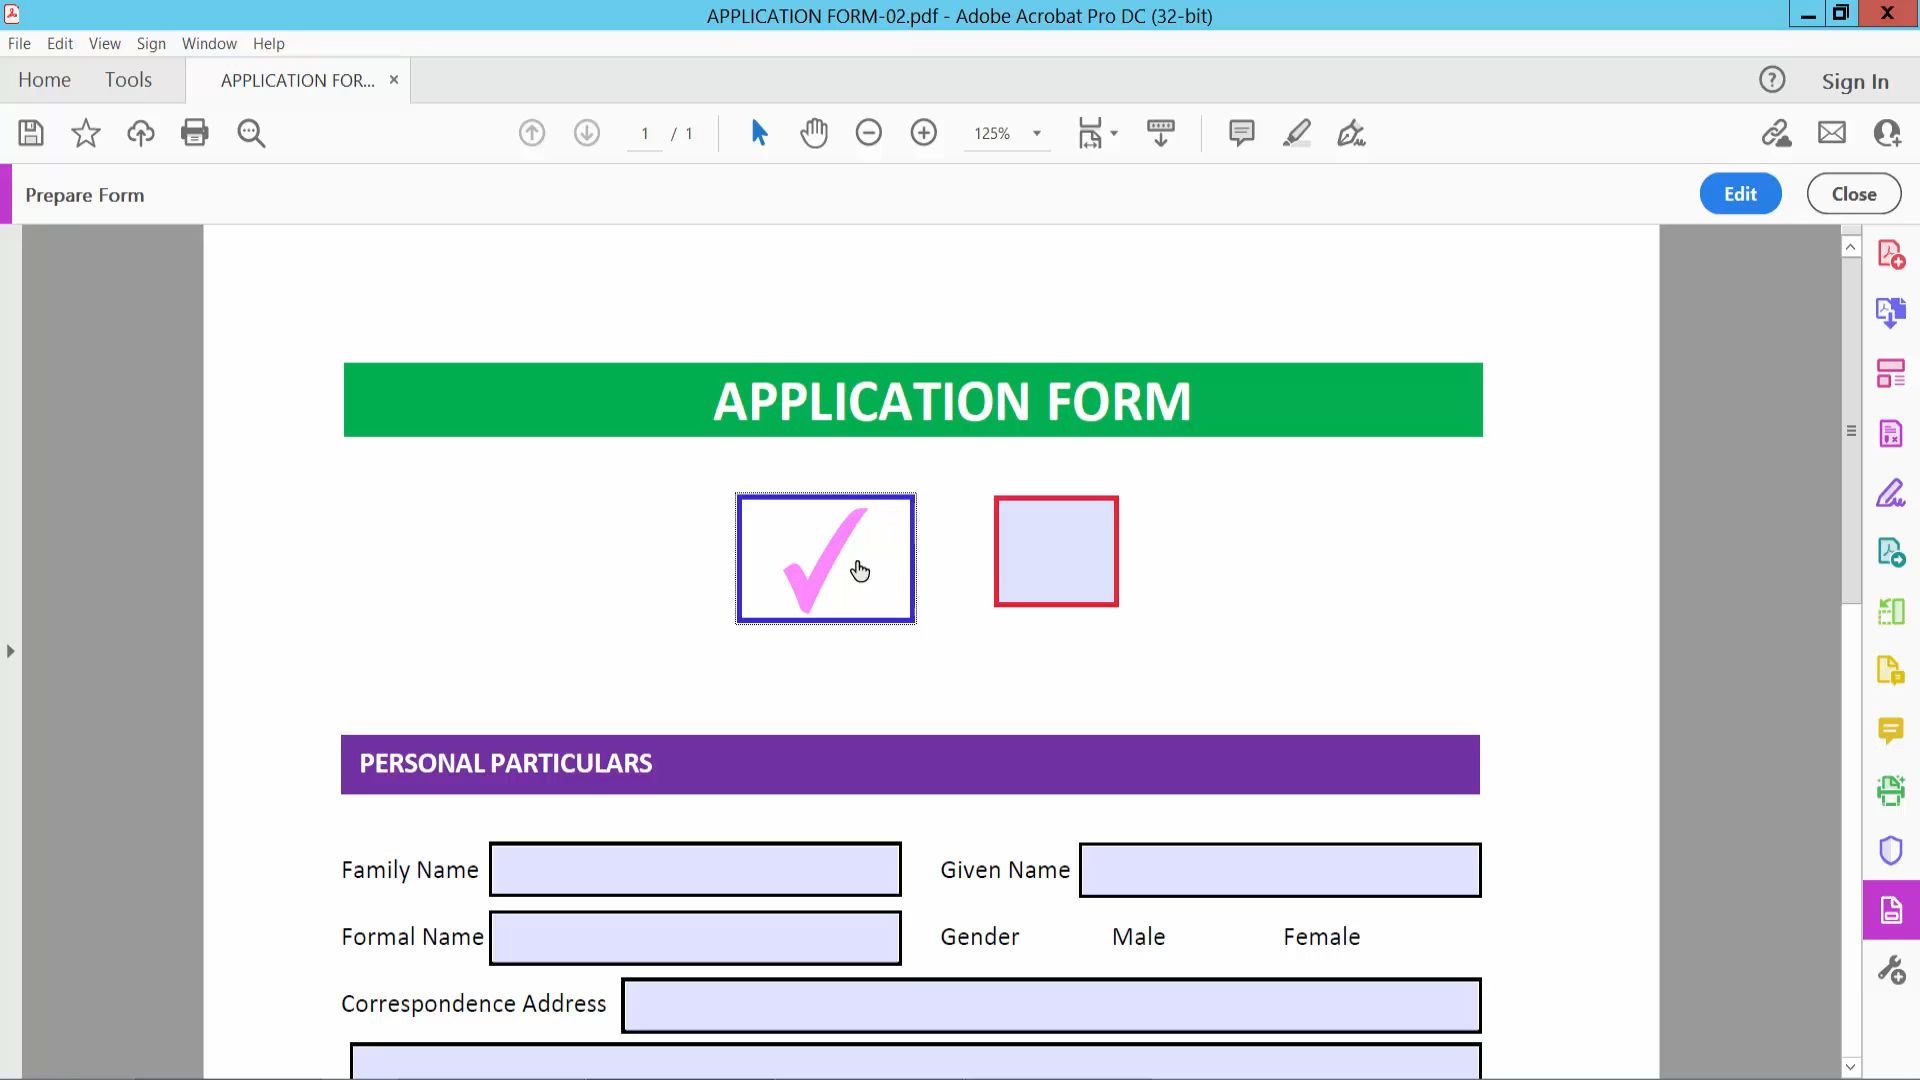 APPLICATION FORM-02.pdf - Adobe Acrobat Pro DC (32-bit)
File Edit View Sign Window Help
Home Tools APPLICATION FOR... × Sign In
1 / 1 125%
Prepare Form Edit Close
APPLICATION FORM
PERSONAL PARTICULARS
Family Name Given Name
Formal Name Gender Male Female
Correspondence Address